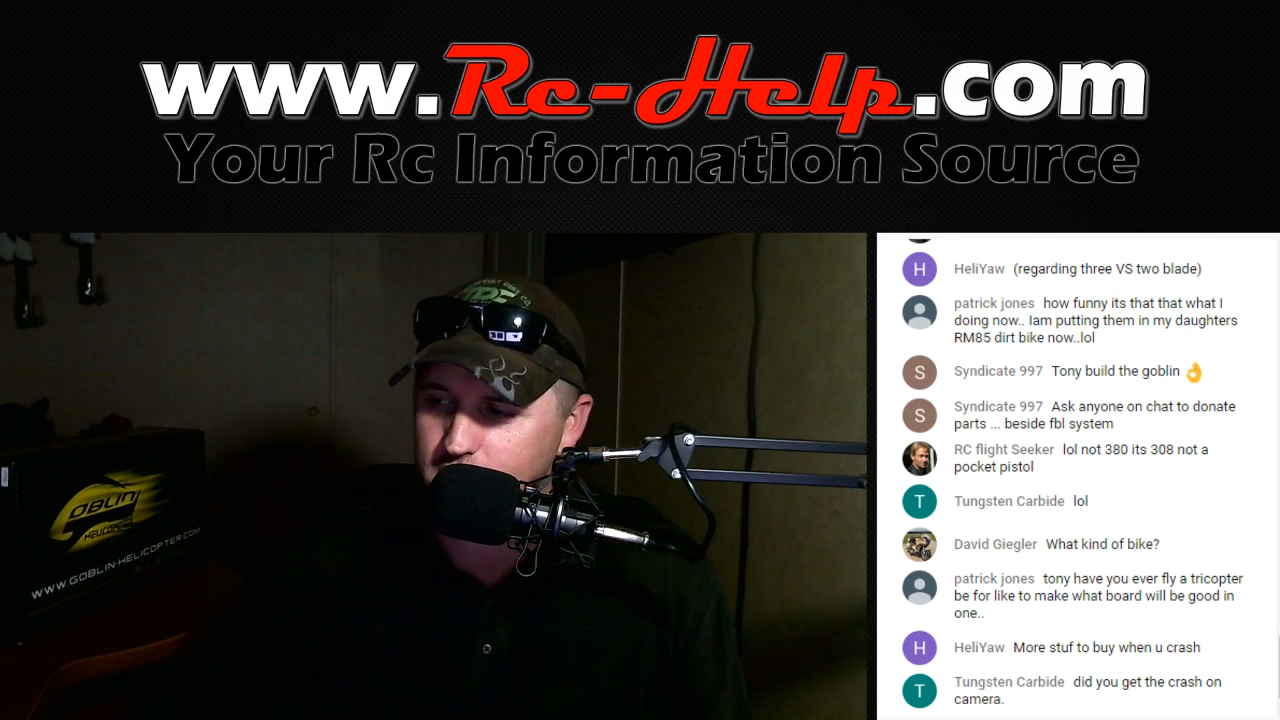 www.Rc-Help.com
Your Rc Information Source
GOBLIN
HELICOPTER
WWW.GOBLIN-HELICOPTER.COM
H HeliYaw (regarding three VS two blade)
patrick jones how funny its that that what I
doing now.. Iam putting them in my daughters
RM85 dirt bike now..lol
S Syndicate 997 Tony build the goblin 👌
S Syndicate 997 Ask anyone on chat to donate
parts ... beside fbl system
RC flight Seeker lol not 380 its 308 not a
pocket pistol
T Tungsten Carbide lol
David Giegler What kind of bike?
patrick jones tony have you ever fly a tricopter
be for like to make what board will be good in
one..
H HeliYaw More stuf to buy when u crash
T Tungsten Carbide did you get the crash on
camera.